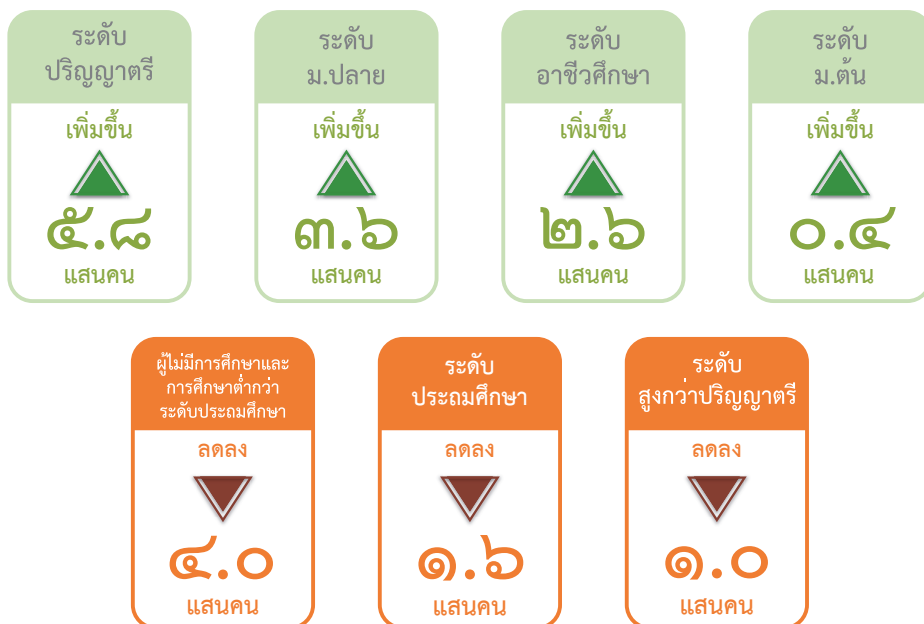 ระดับ
ปริญญาตรี
เพิ่มขึ้น
๕.๘
แสนคน
ระดับ
ม.ปลาย
เพิ่มขึ้น
๓.๖
แสนคน
ระดับ
อาชีวศึกษา
เพิ่มขึ้น
๒.๖
แสนคน
ระดับ
ม.ต้น
เพิ่มขึ้น
๐.๔
แสนคน
ผู้ไม่มีการศึกษาและ
การศึกษาต่ำกว่า
ระดับประถมศึกษา
ลดลง
๔.๐
แสนคน
ระดับ
ประถมศึกษา
ลดลง
๑.๖
แสนคน
ระดับ
สูงกว่าปริญญาตรี
ลดลง
๑.๐
แสนคน